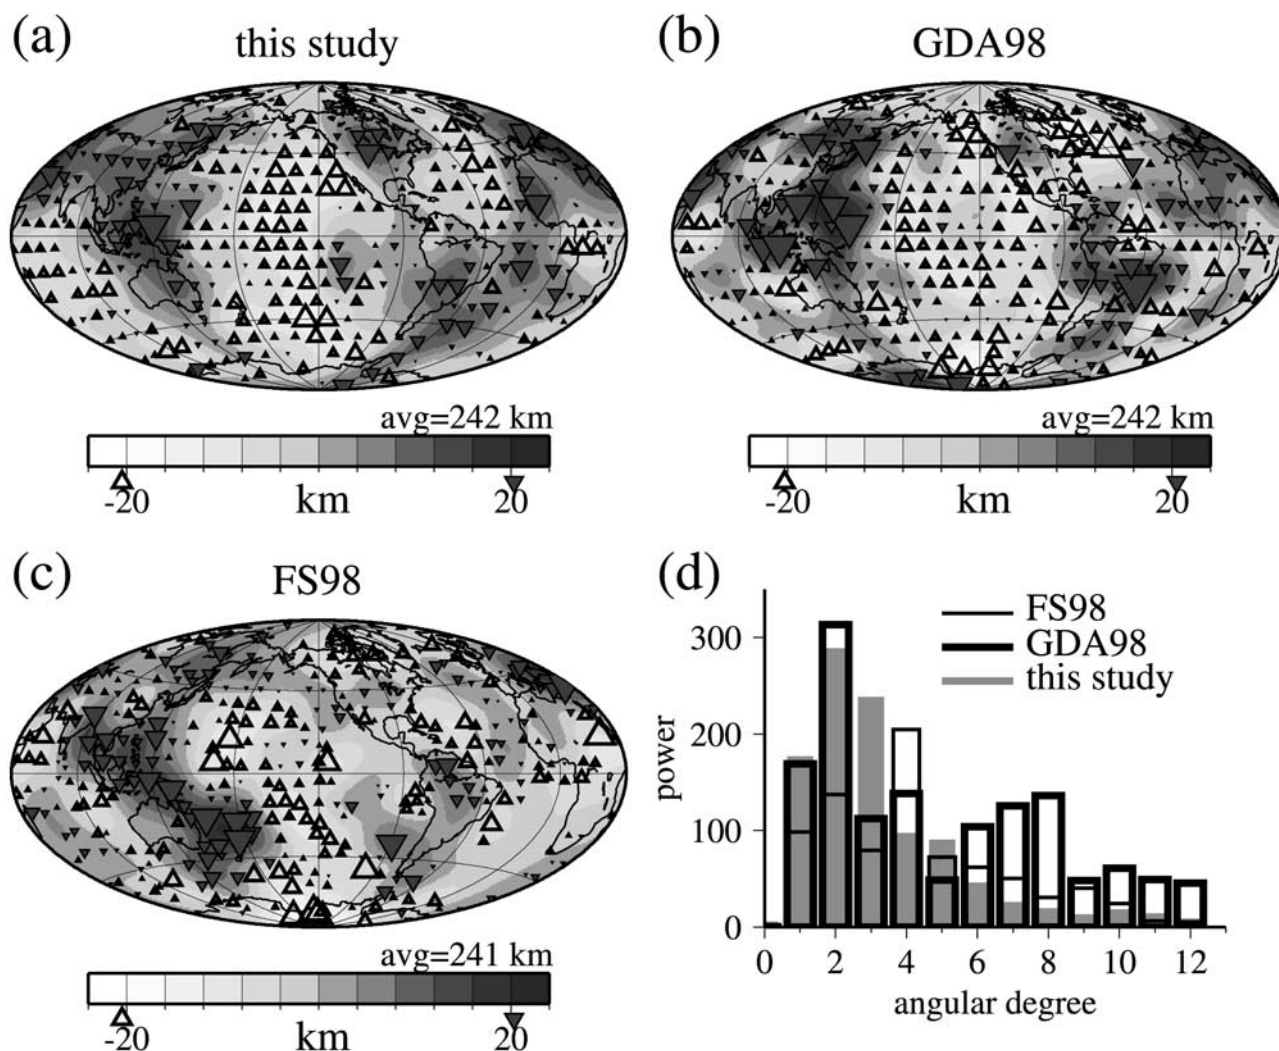 (a) this study
(b) GDA98
avg=242 km
-20 km 20
avg=242 km
-20 km 20
(c) FS98
avg=241 km
-20 km 20
(d)
FS98
GDA98
this study
300
200
100
0
power
0 2 4 6 8 10 12
angular degree